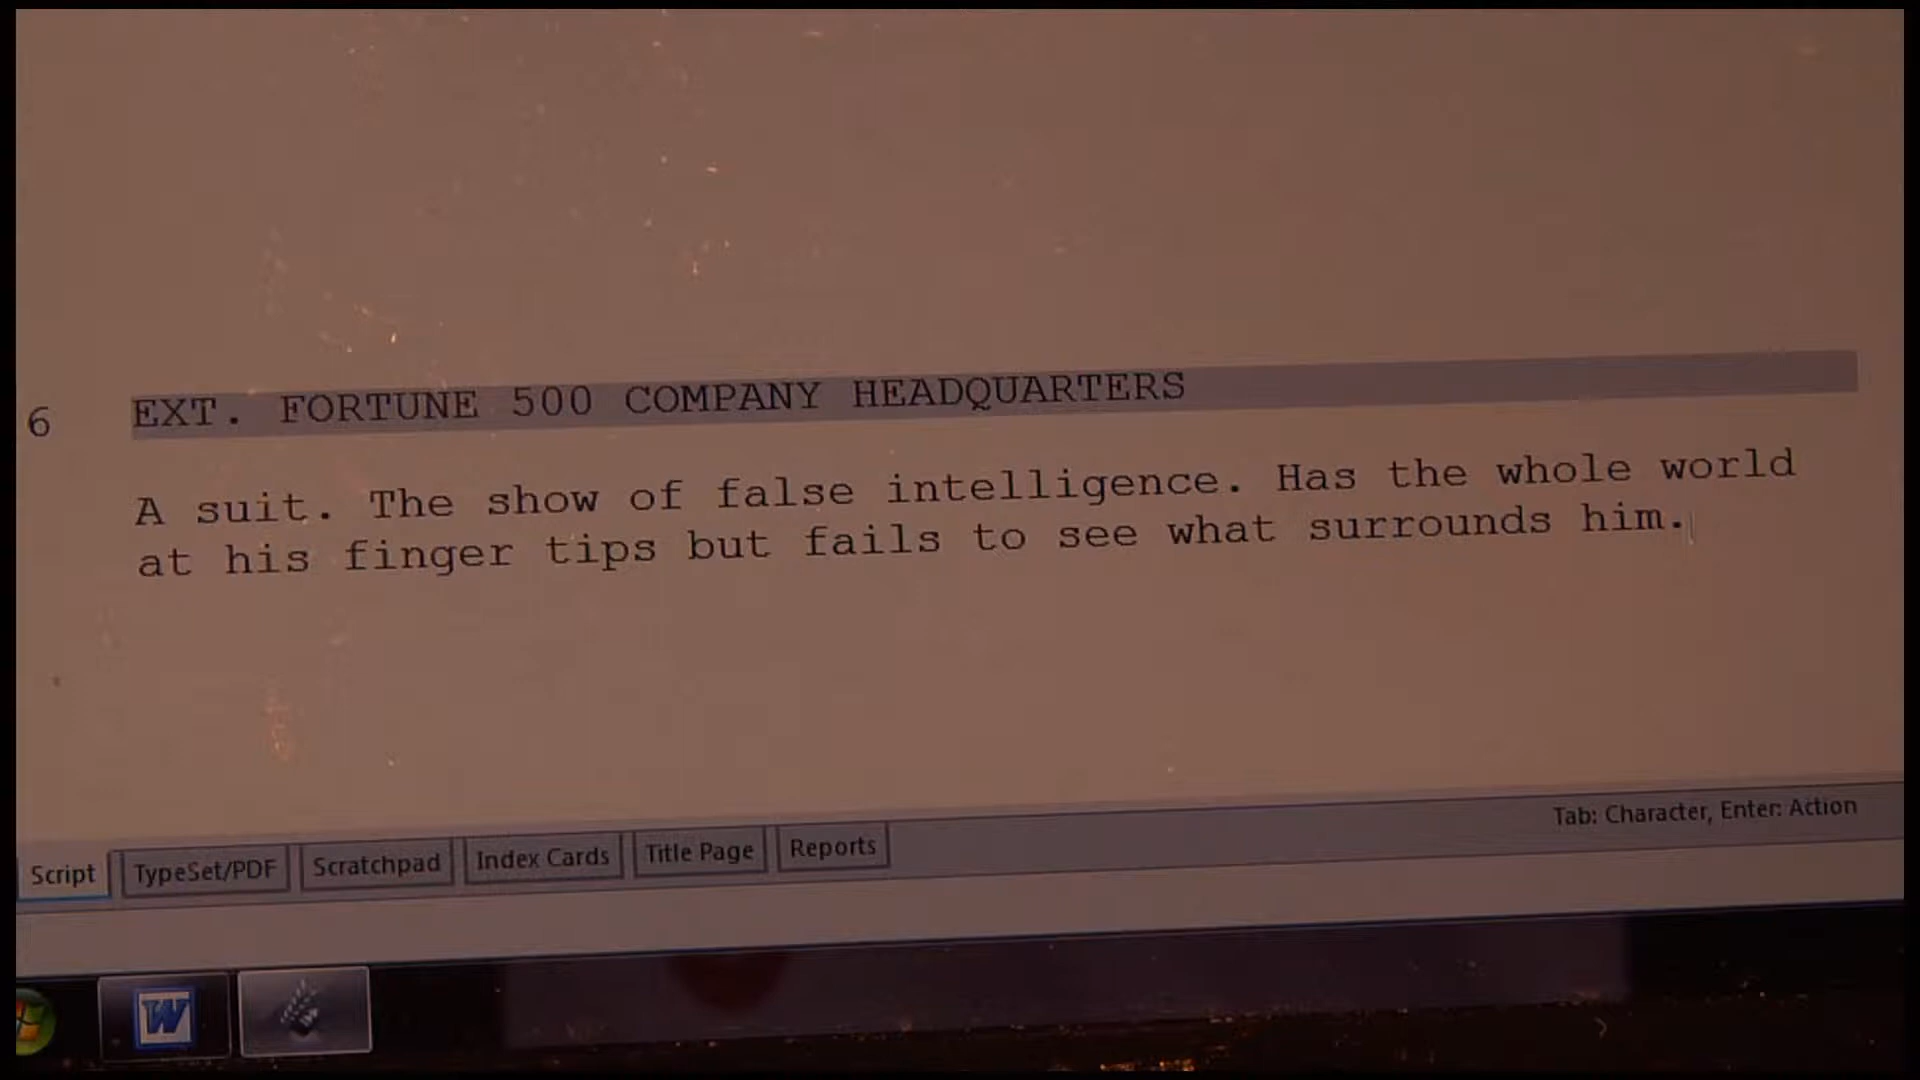 6 EXT. FORTUNE 500 COMPANY HEADQUARTERS
A suit. The show of false intelligence. Has the whole world
at his finger tips but fails to see what surrounds him.
Tab: Character, Enter: Action
Script TypeSet/PDF Scratchpad Index Cards Title Page Reports
W